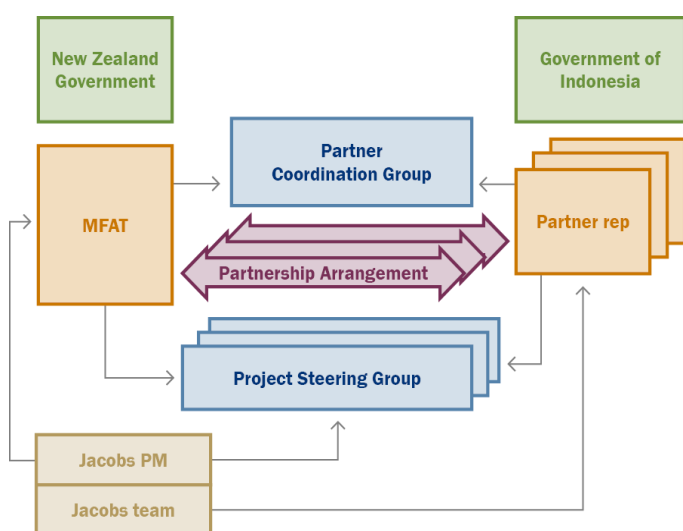 New Zealand
Government
Government of
Indonesia
Partner
Coordination Group
MFAT
Partner rep
Partnership Arrangement
Project Steering Group
Jacobs PM
Jacobs team